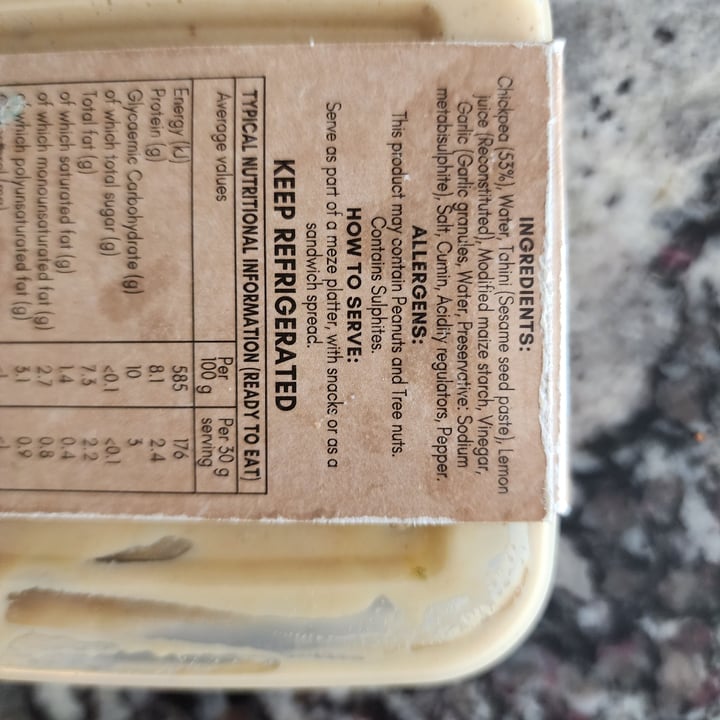 INGREDIENTS:
Chickpea (53%), Water, Tahini (Sesame seed paste), Lemon
juice (Reconstituted), Modified maize starch, Vinegar,
Garlic (Garlic granules, Water, Preservative: Sodium
metabisulphite), Salt, Cumin, Acidity regulators, Pepper.
ALLERGENS:
This product may contain Peanuts and Tree nuts.
Contains Sulphites.
HOW TO SERVE:
Serve as part of a meze platter, with snacks or as a
sandwich spread.
KEEP REFRIGERATED
TYPICAL NUTRITIONAL INFORMATION (READY TO EAT)
Average values Per 100 g Per 30 g serving
Energy (kJ) 585 176
Protein (g) 8.1 2.4
Glycaemic Carbohydrate (g) 10 3
of which total sugar (g) <0.1 <0.1
Total fat (g) 7.3 2.2
of which saturated fat (g) 1.4 0.4
of which monounsaturated fat (g) 2.7 0.8
which polyunsaturated fat (g) 3.1 0.9